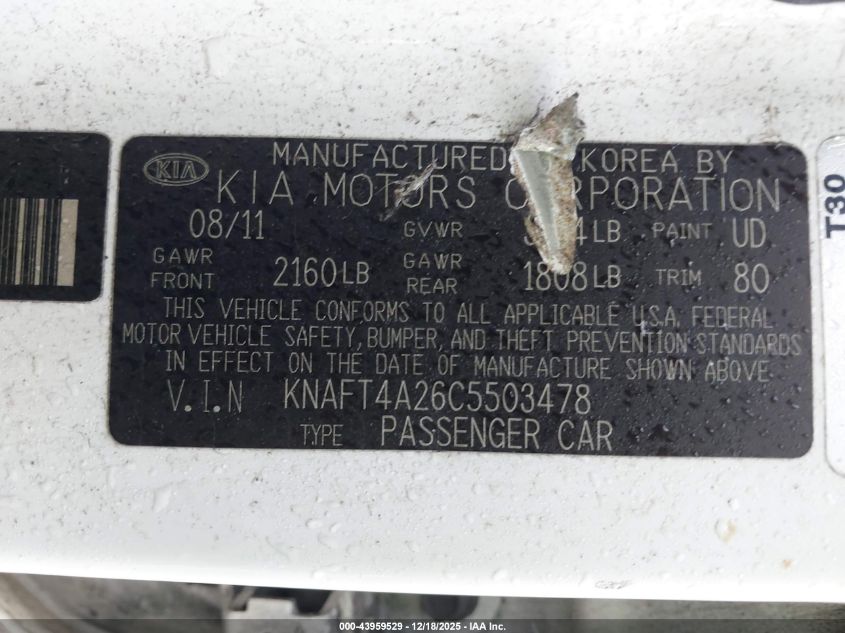 MANUFACTURED KOREA BY
KIA
KIA MOTORS CORPORATION
08/11 GVWR LB PAINT UD
GAWR FRONT 2160LB GAWR REAR 1808LB TRIM 80
THIS VEHICLE CONFORMS TO ALL APPLICABLE U.S.A. FEDERAL
MOTOR VEHICLE SAFETY, BUMPER, AND THEFT PREVENTION STANDARDS
IN EFFECT ON THE DATE OF MANUFACTURE SHOWN ABOVE.
V.I.N KNAFT4A26C5503478
TYPE PASSENGER CAR
T30
000-43959529 - 12/18/2025 - IAA Inc.